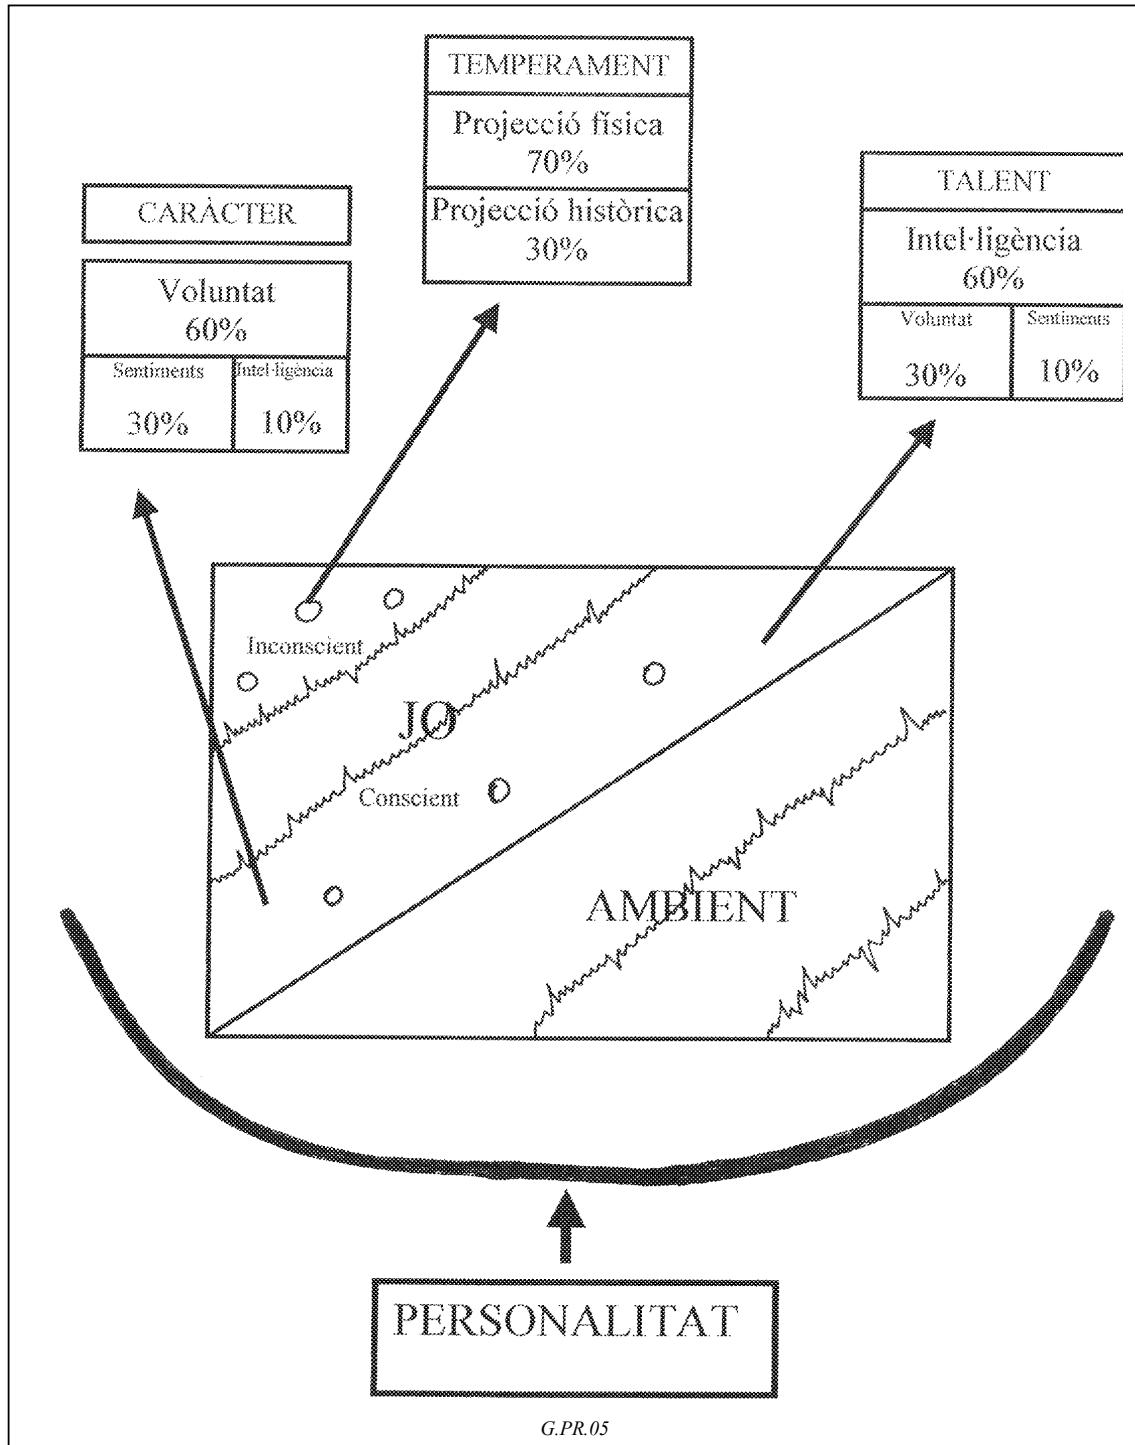 TEMPERAMENT
Projecció física
70%
Projecció històrica
30%
TALENT
Intel·ligència
60%
Voluntat
Sentiments
30%
10%
CARÀCTER
Voluntat
60%
Sentiments
Intel·ligència
30%
10%
Inconscient
JO
Conscient
AMBIENT
PERSONALITAT
G.PR.05